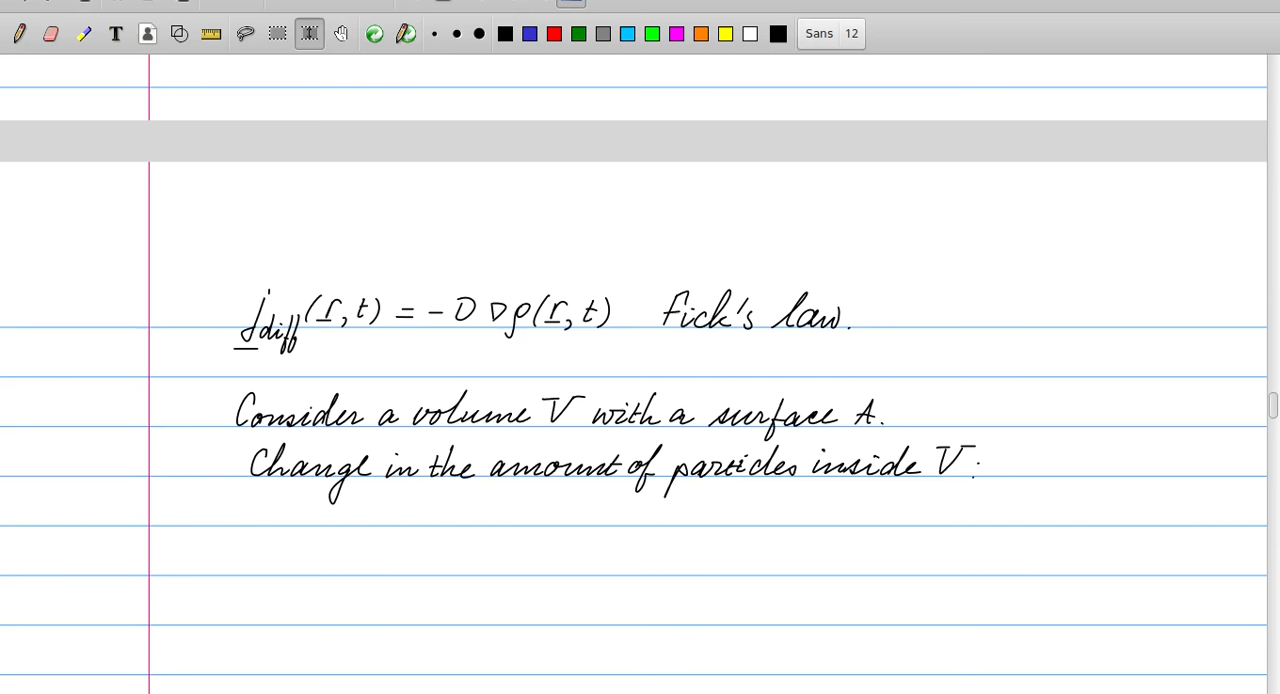 Sans 12
j_diff(r,t) = - D ∇ρ(r,t) Fick's law.
Consider a volume V with a surface A.
Change in the amount of particles inside V: